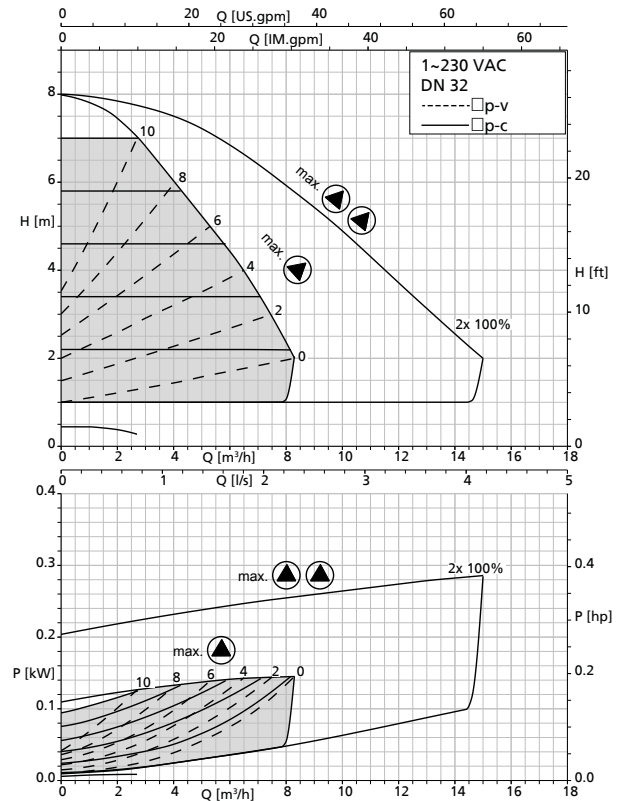 Q [US.gpm]
0 20 40 60
Q [IM.gpm]
0 20 40 60
1~230 VAC
DN 32
□p-v
□p-c
8
6
H [m]
4
2
0
10
8
6
4
2
0
max.
max.
2x 100%
20
H [ft]
10
0
0 2 4 6 8 10 12 14 16 18
Q [m³/h]
0 1 2 3 4 5
Q [l/s]
0.4
0.3
0.2
P [kW]
0.1
0.0
max.
2x 100%
max.
10 8 6 4 2 0
0.4
P [hp]
0.2
0.0
0 2 4 6 8 10 12 14 16 18
Q [m³/h]